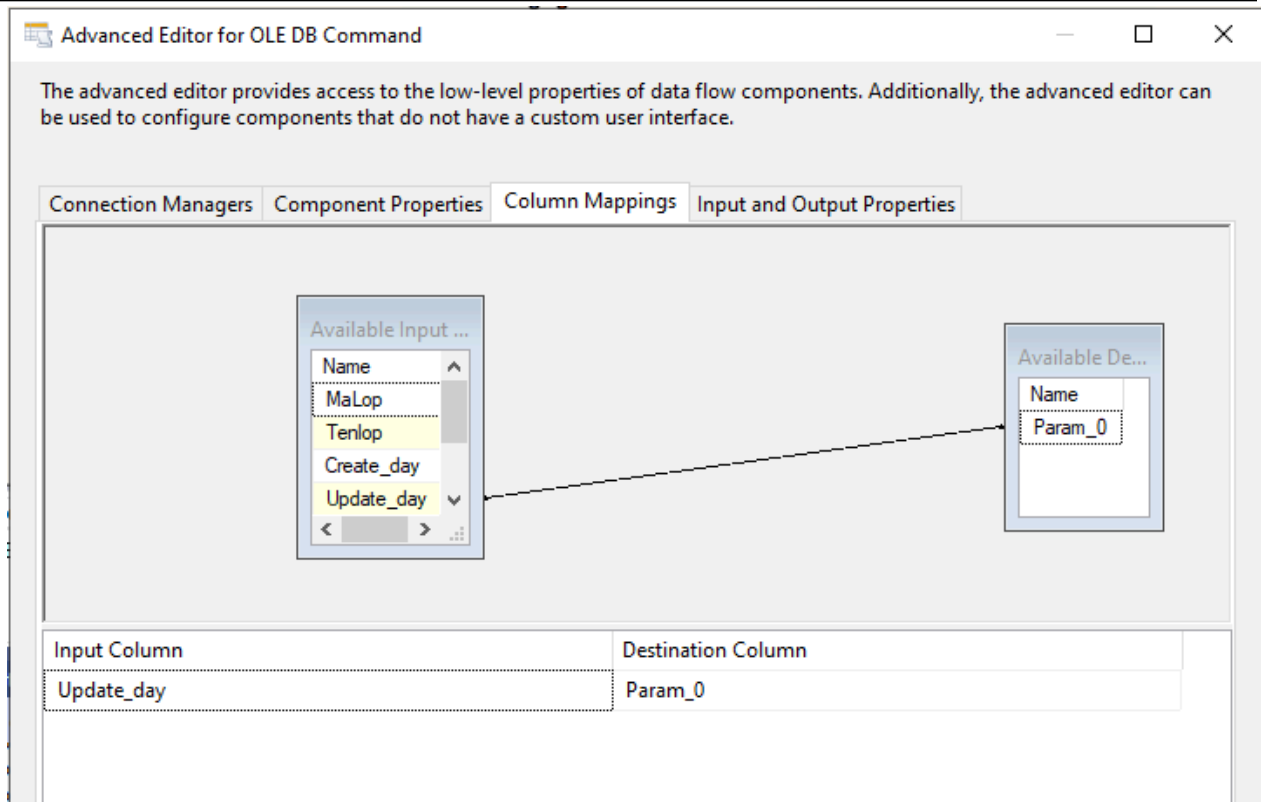 Advanced Editor for OLE DB Command
The advanced editor provides access to the low-level properties of data flow components. Additionally, the advanced editor can
be used to configure components that do not have a custom user interface.
Connection Managers Component Properties Column Mappings Input and Output Properties
Available Input ...
Name
MaLop
Tenlop
Create_day
Update_day
Available De...
Name
Param_0
Input Column Destination Column
Update_day Param_0